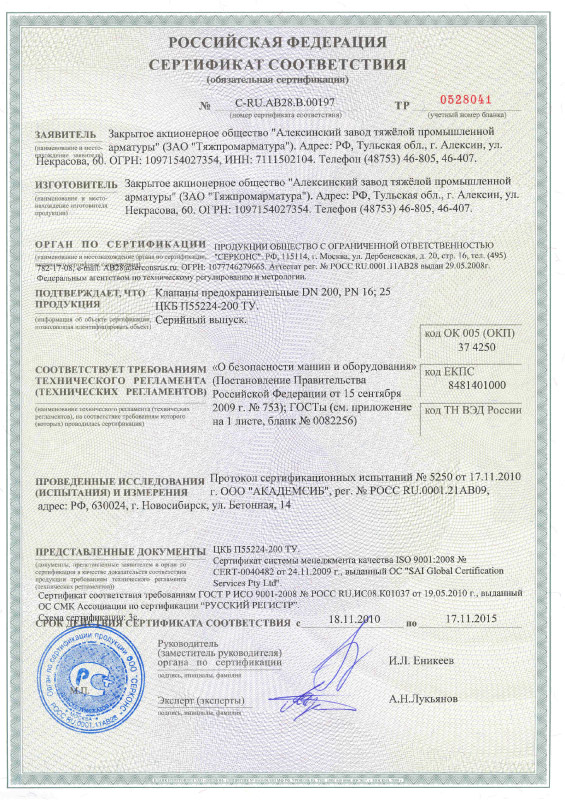 РОССИЙСКАЯ ФЕДЕРАЦИЯ
СЕРТИФИКАТ СООТВЕТСТВИЯ
(обязательная сертификация)
№ C-RU.АВ28.В.00197 ТР 0528041
(номер сертификата соответствия) (учетный номер бланка)
ЗАЯВИТЕЛЬ Закрытое акционерное общество "Алексинский завод тяжёлой промышленной
(наименование и место- арматуры" (ЗАО "Тяжпромарматура"). Адрес: РФ, Тульская обл., г. Алексин, ул.
нахождение заявителя) Некрасова, 60. ОГРН: 1097154027354, ИНН: 7111502104. Телефон (48753) 46-805, 46-407.
ИЗГОТОВИТЕЛЬ Закрытое акционерное общество "Алексинский завод тяжёлой промышленной
(наименование и место- арматуры" (ЗАО "Тяжпромарматура"). Адрес: РФ, Тульская обл., г. Алексин, ул.
нахождение изготовителя Некрасова, 60. ОГРН: 1097154027354. Телефон (48753) 46-805, 46-407.
продукции)
ОРГАН ПО СЕРТИФИКАЦИИ ПРОДУКЦИИ ОБЩЕСТВО С ОГРАНИЧЕННОЙ ОТВЕТСТВЕННОСТЬЮ
(наименование и местонахождение органа по сертификации, "СЕРКОНС". РФ, 115114, г. Москва, ул. Дербеневская, д. 20, стр. 16, тел. (495)
782-17-08, e-mail. AB28@serconsrus.ru. ОГРН: 1077746279665. Аттестат рег. № РОСС RU.0001.11АВ28 выдан 29.05.2008г.
Федеральным агентством по техническому регулированию и метрологии.
ПОДТВЕРЖДАЕТ, ЧТО Клапаны предохранительные DN 200, PN 16; 25
ПРОДУКЦИЯ ЦКБ П55224-200 ТУ.
(информация об объекте сертификации, Серийный выпуск.
позволяющая идентифицировать объект)
код ОК 005 (ОКП)
37 4250
СООТВЕТСТВУЕТ ТРЕБОВАНИЯМ «О безопасности машин и оборудования»
ТЕХНИЧЕСКОГО РЕГЛАМЕНТА (Постановление Правительства
(ТЕХНИЧЕСКИХ РЕГЛАМЕНТОВ) Российской Федерации от 15 сентября
(наименование технического регламента (технических 2009 г. № 753); ГОСТы (см. приложение
регламентов), на соответствие требованиям которого на 1 листе, бланк № 0082256)
(которых) проводилась сертификация)
код ЕКПС
8481401000
код ТН ВЭД России
ПРОВЕДЕННЫЕ ИССЛЕДОВАНИЯ Протокол сертификационных испытаний № 5250 от 17.11.2010
(ИСПЫТАНИЯ) И ИЗМЕРЕНИЯ г. ООО "АКАДЕМСИБ", рег. № РОСС RU.0001.21АВ09,
адрес: РФ, 630024, г. Новосибирск, ул. Бетонная, 14
ПРЕДСТАВЛЕННЫЕ ДОКУМЕНТЫ ЦКБ П55224-200 ТУ.
(документы, представленные заявителем в орган по Сертификат системы менеджмента качества ISO 9001:2008 №
сертификации в качестве доказательств соответствия CERT-0040482 от 24.11.2009 г., выданный ОС "SAI Global Certification
продукции требованиям технического регламента Services Pty Ltd"
(технических регламентов))
Сертификат соответствия требованиям ГОСТ Р ИСО 9001-2008 № РОСС RU.ИС08.К01037 от 19.05.2010 г., выданный
ОС СМК Ассоциации по сертификации "РУССКИЙ РЕГИСТР".
Схема сертификации: 3с.
СРОК ДЕЙСТВИЯ СЕРТИФИКАТА СООТВЕТСТВИЯ с 18.11.2010 по 17.11.2015
Руководитель
(заместитель руководителя)
органа по сертификации И.Л. Еникеев
подпись, инициалы, фамилия
М.П.
Эксперт (эксперты) А.Н.Лукьянов
подпись, инициалы, фамилия
Орган по сертификации продукции ООО "СЕРКОНС"
РОСС RU.0001.11АВ28